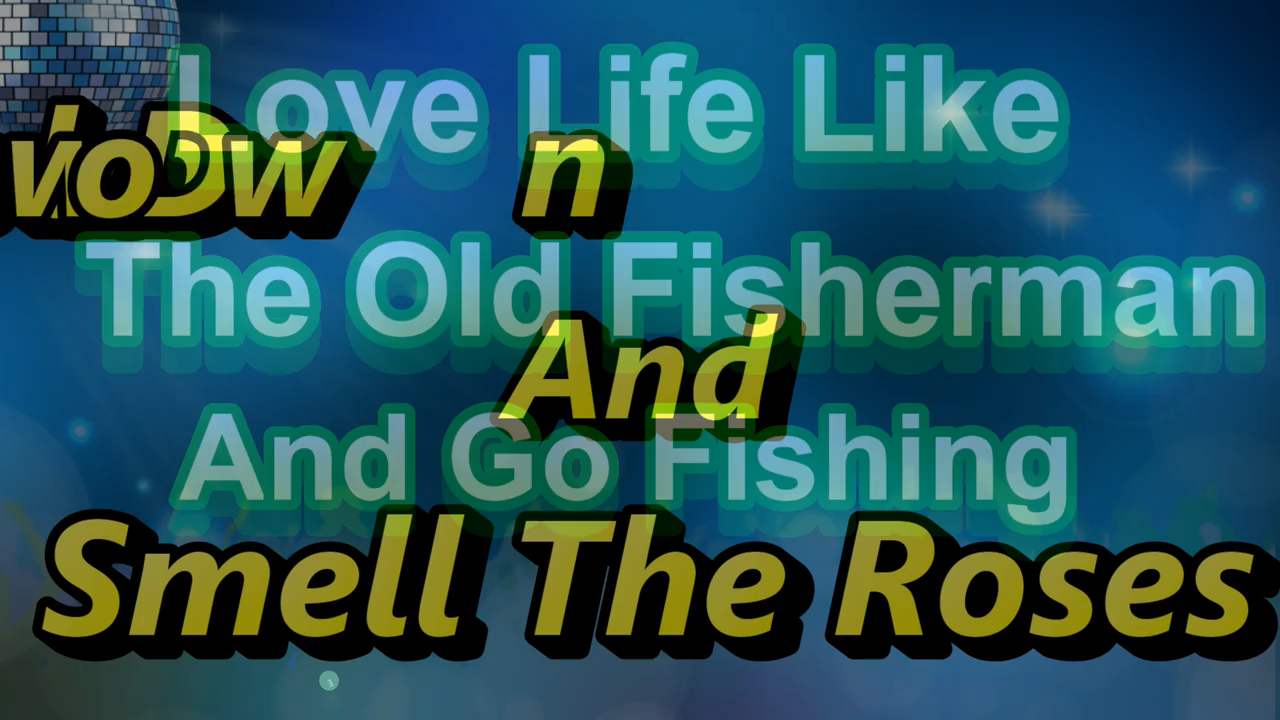 Love Life Like
The Old Fisherman
And
And Go Fishing
Smell The Roses